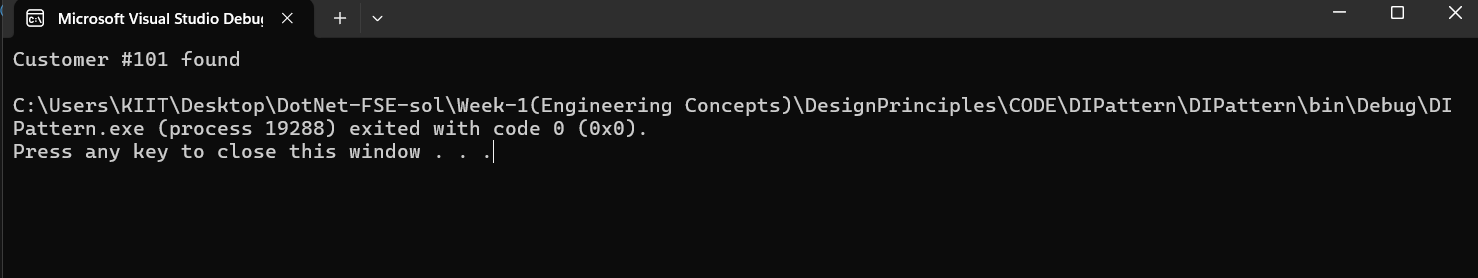 Microsoft Visual Studio Debu
Customer #101 found
C:\Users\KIIT\Desktop\DotNet-FSE-sol\Week-1(Engineering Concepts)\DesignPrinciples\CODE\DIPattern\DIPattern\bin\Debug\DI
Pattern.exe (process 19288) exited with code 0 (0x0).
Press any key to close this window . . .